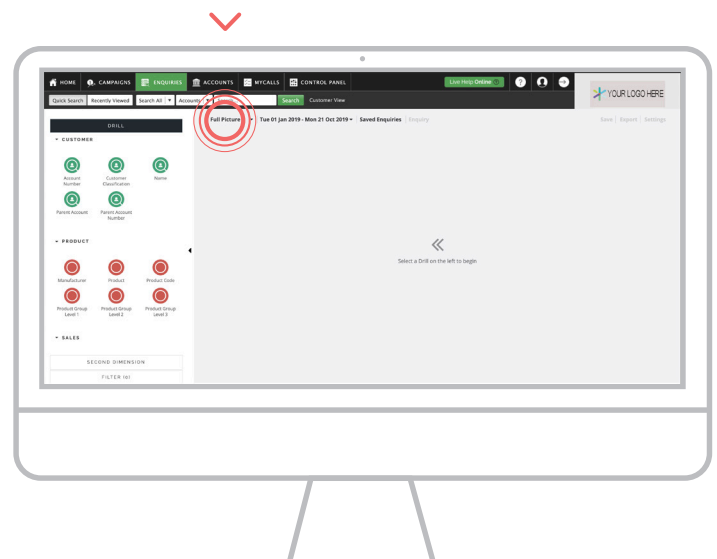 HOME CAMPAIGNS ENQUIRIES ACCOUNTS MYCALLS CONTROL PANEL Live Help Online ?
YOUR LOGO HERE
Quick Search Recently Viewed Search All Accounts Search Customer View
DRILL
Full Picture Tue 01 Jan 2019 - Mon 21 Oct 2019 Saved Enquiries Enquiry Save Export Settings
CUSTOMER
Account Number
Customer Classification
Name
Parent Account
Parent Account Number
PRODUCT
Select a Drill on the left to begin
Manufacturer Product Product Code
Product Group Level 1
Product Group Level 2
Product Group Level 3
SALES
SECOND DIMENSION
FILTER (0)